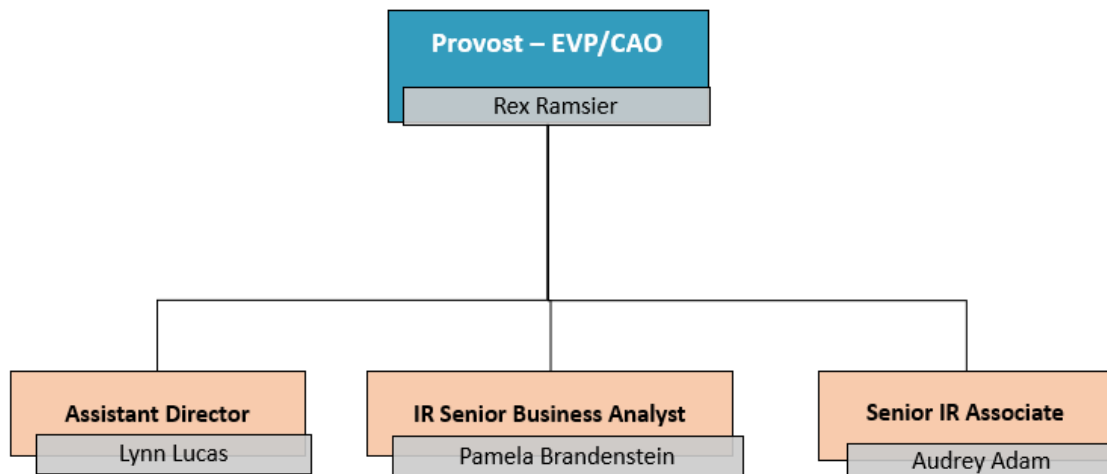 Provost – EVP/CAO
Rex Ramsier
Assistant Director
Lynn Lucas
IR Senior Business Analyst
Pamela Brandenstein
Senior IR Associate
Audrey Adam